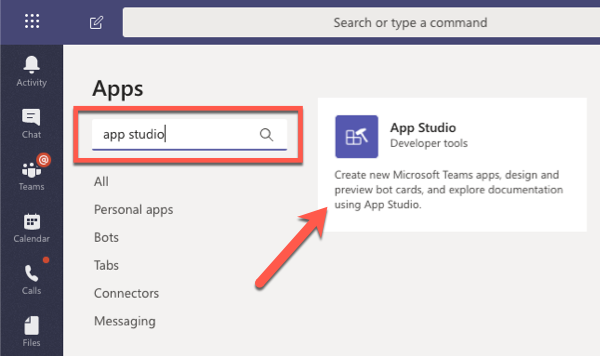 Search or type a command
Activity
Chat
@
Teams
Calendar
Calls
Files
Apps
app studio
All
Personal apps
Bots
Tabs
Connectors
Messaging
App Studio
Developer tools
Create new Microsoft Teams apps, design and
preview bot cards, and explore documentation
using App Studio.